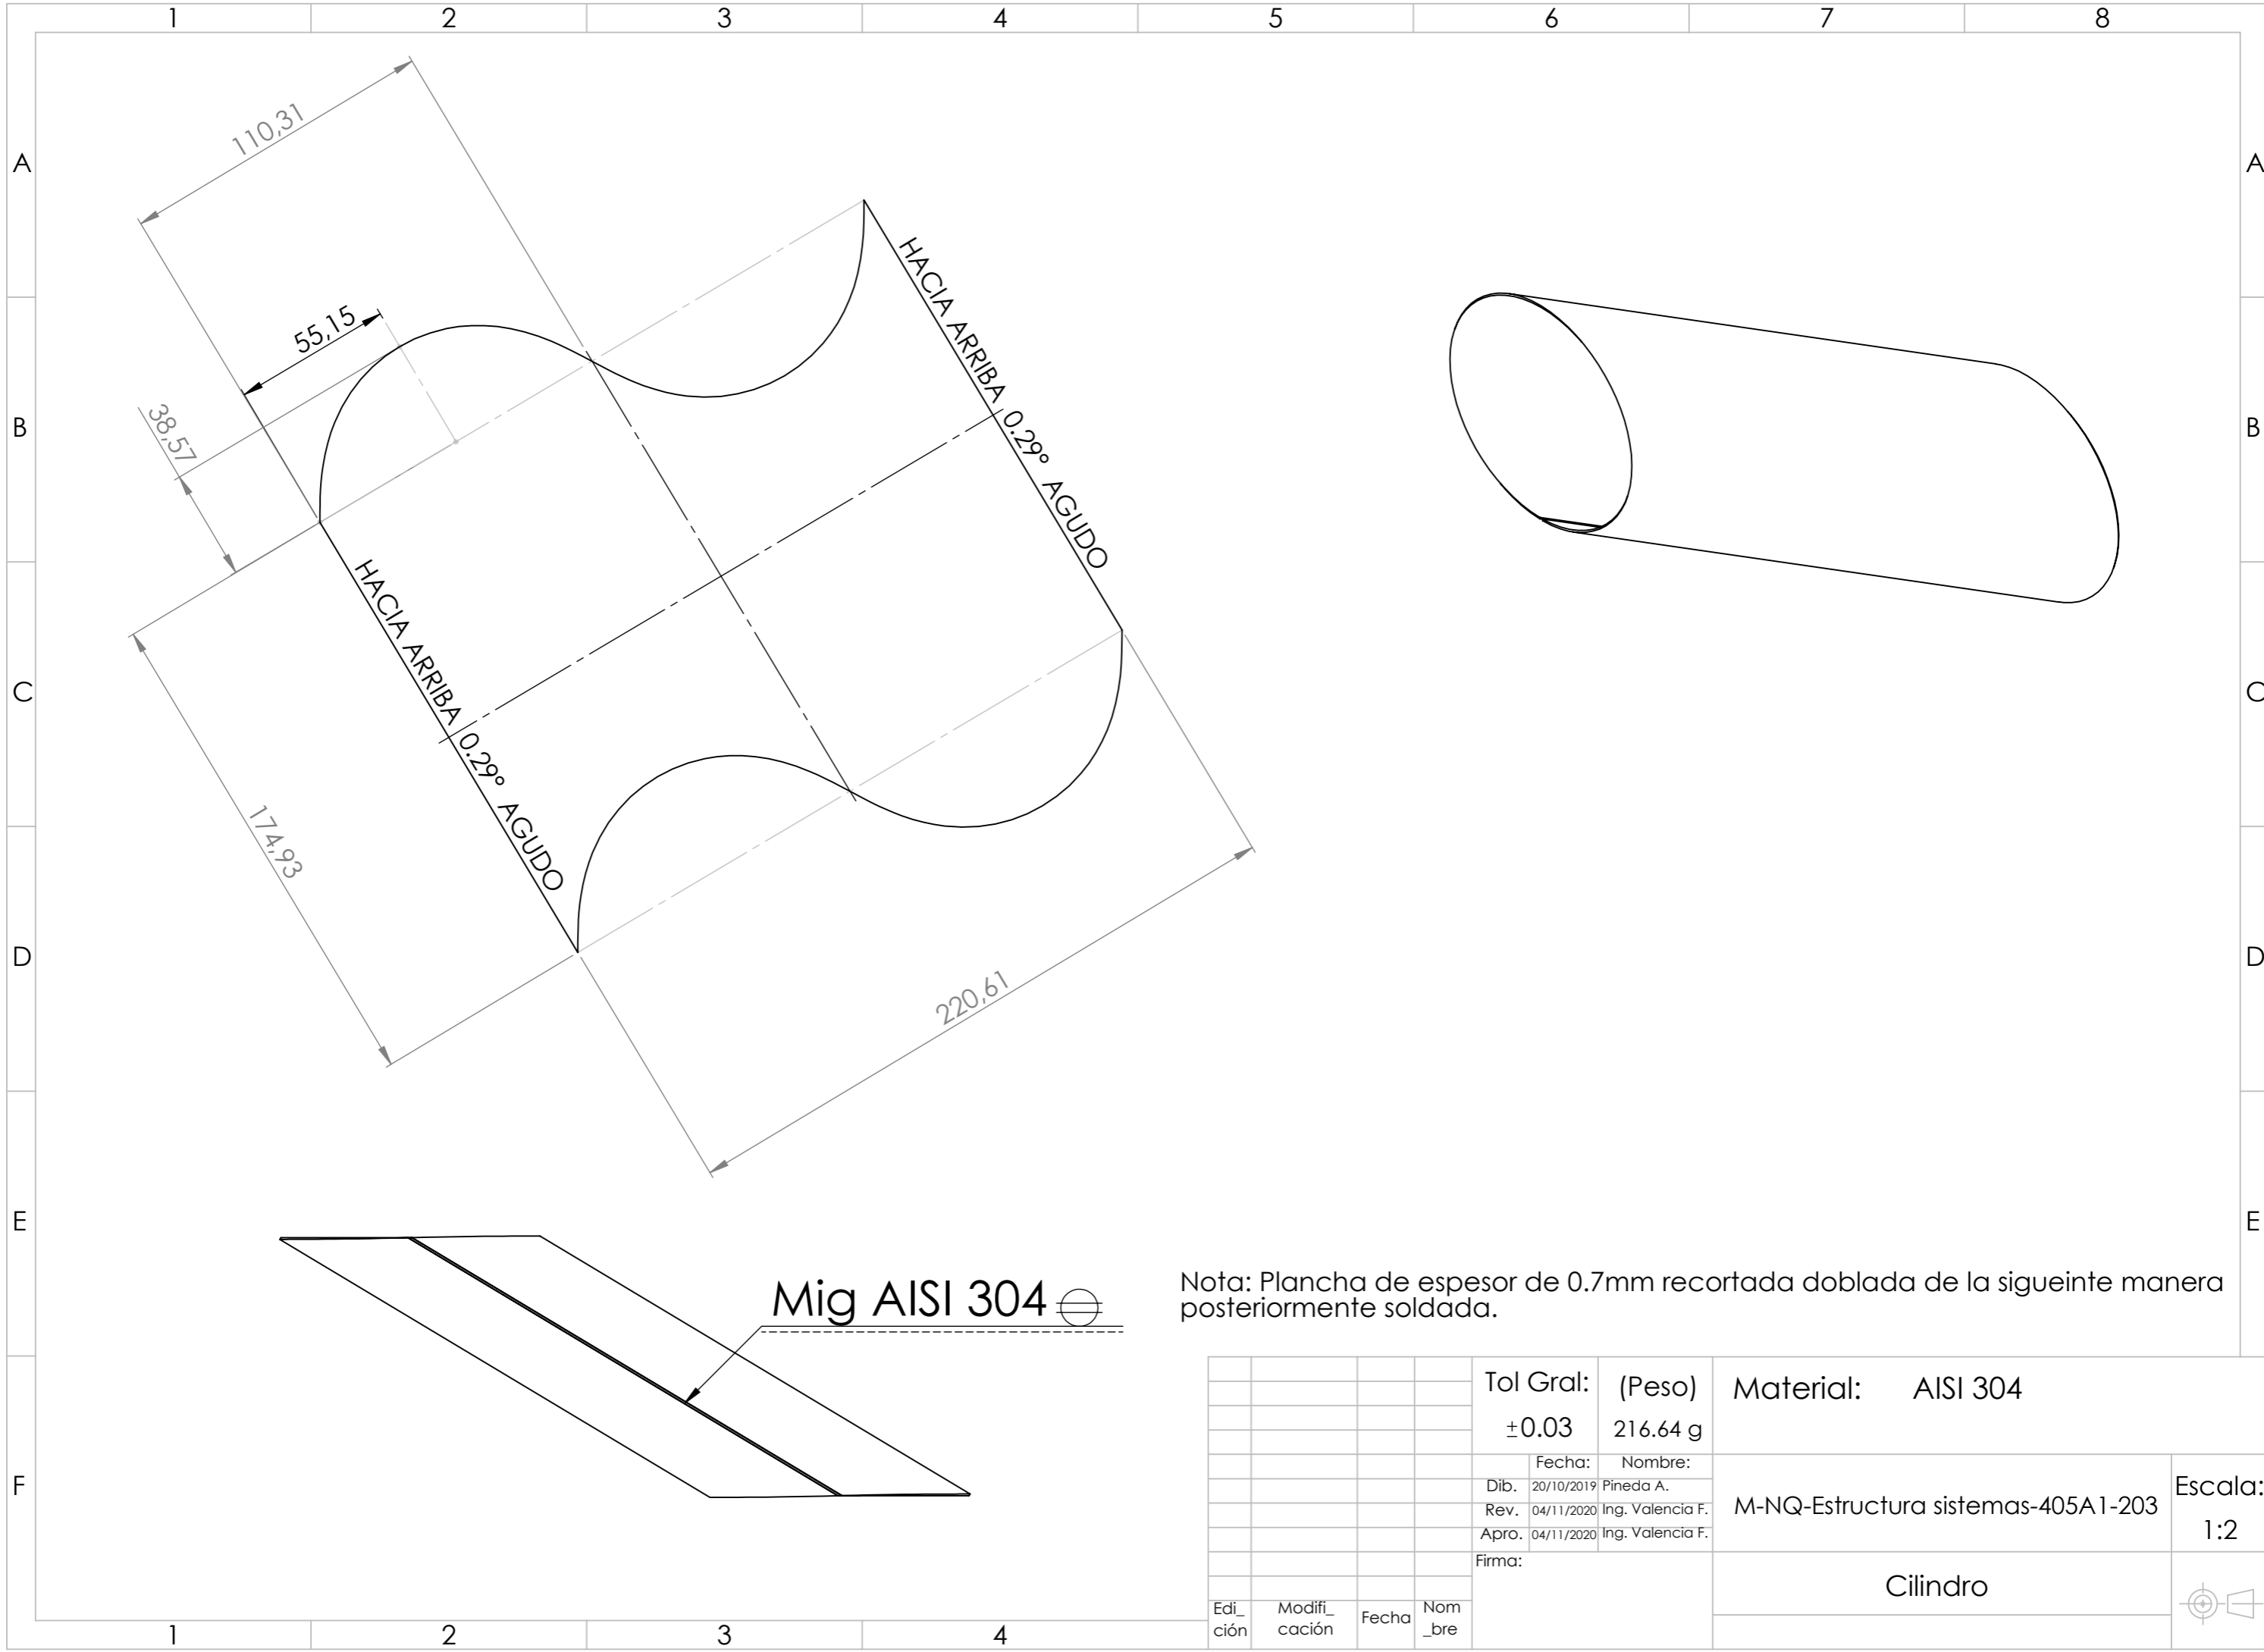 1 2 3 4 5 6 7 8
A A
B B
C C
D D
E E
F
1 2 3 4
110,31
55,15
38,57
HACIA ARRIBA 0.29° AGUDO
HACIA ARRIBA 0.29° AGUDO
174,93
220,61
Mig AISI 304
Nota: Plancha de espesor de 0.7mm recortada doblada de la sigueinte manera
posteriormente soldada.
Tol Gral: (Peso) Material: AISI 304
±0.03 216.64 g
Fecha: Nombre:
Dib. 20/10/2019 Pineda A.
Rev. 04/11/2020 Ing. Valencia F.
Apro. 04/11/2020 Ing. Valencia F.
M-NQ-Estructura sistemas-405A1-203
Escala:
1:2
Firma:
Cilindro
Edi_
ción
Modifi_
cación
Fecha
Nom
_bre